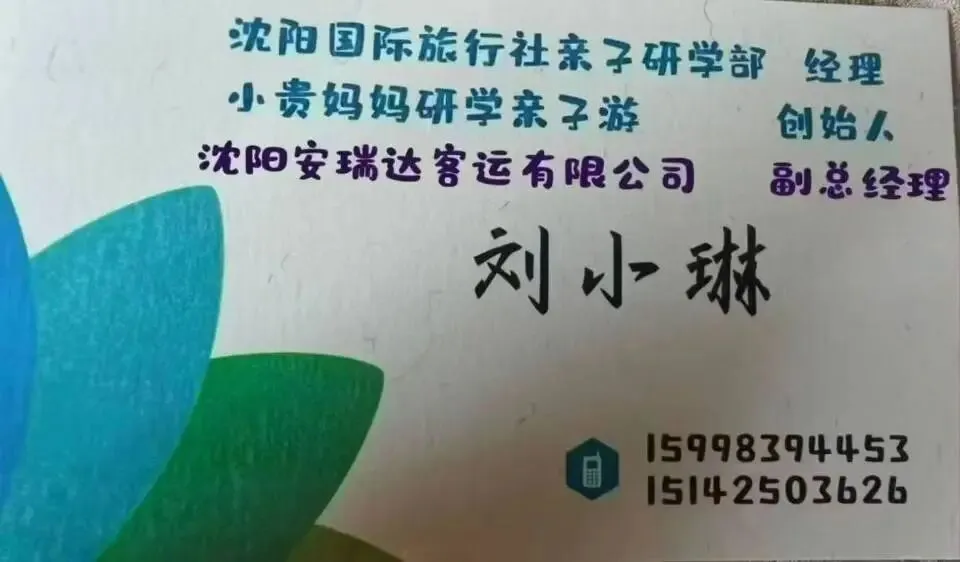 沈阳国际旅行社亲子研学部 经理
小贵妈妈研学亲子游 创始人
沈阳安瑞达客运有限公司 副总经理
刘小琳
15998394453
15142503626